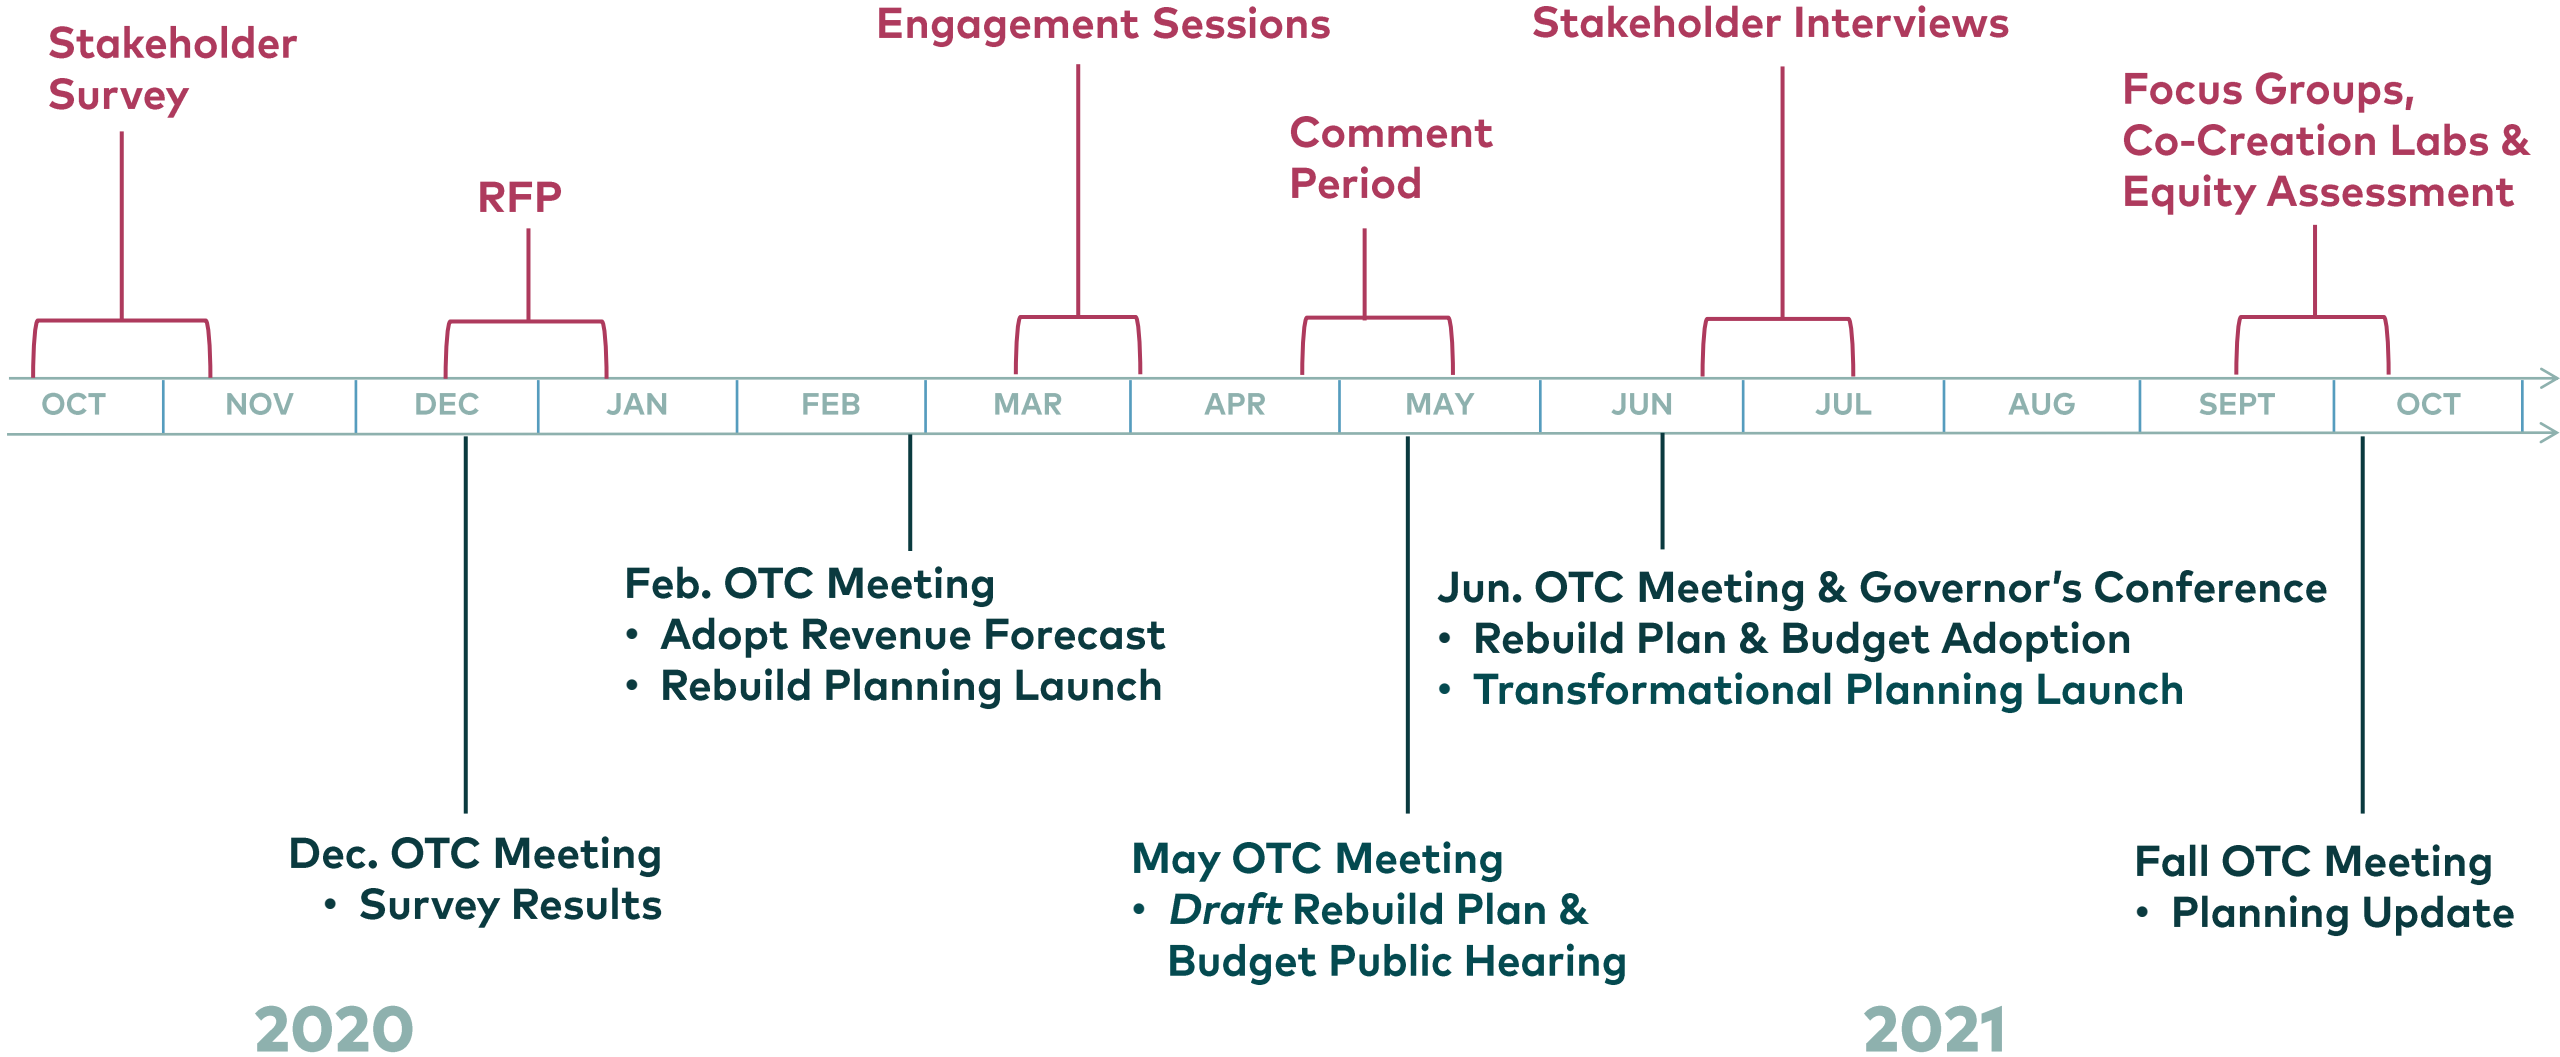 Stakeholder
Survey
RFP
Engagement Sessions
Comment
Period
Stakeholder Interviews
Focus Groups,
Co-Creation Labs &
Equity Assessment
OCT NOV DEC JAN FEB MAR APR MAY JUN JUL AUG SEPT OCT
Dec. OTC Meeting
• Survey Results
Feb. OTC Meeting
• Adopt Revenue Forecast
• Rebuild Planning Launch
May OTC Meeting
• Draft Rebuild Plan &
Budget Public Hearing
Jun. OTC Meeting & Governor’s Conference
• Rebuild Plan & Budget Adoption
• Transformational Planning Launch
Fall OTC Meeting
• Planning Update
2020
2021